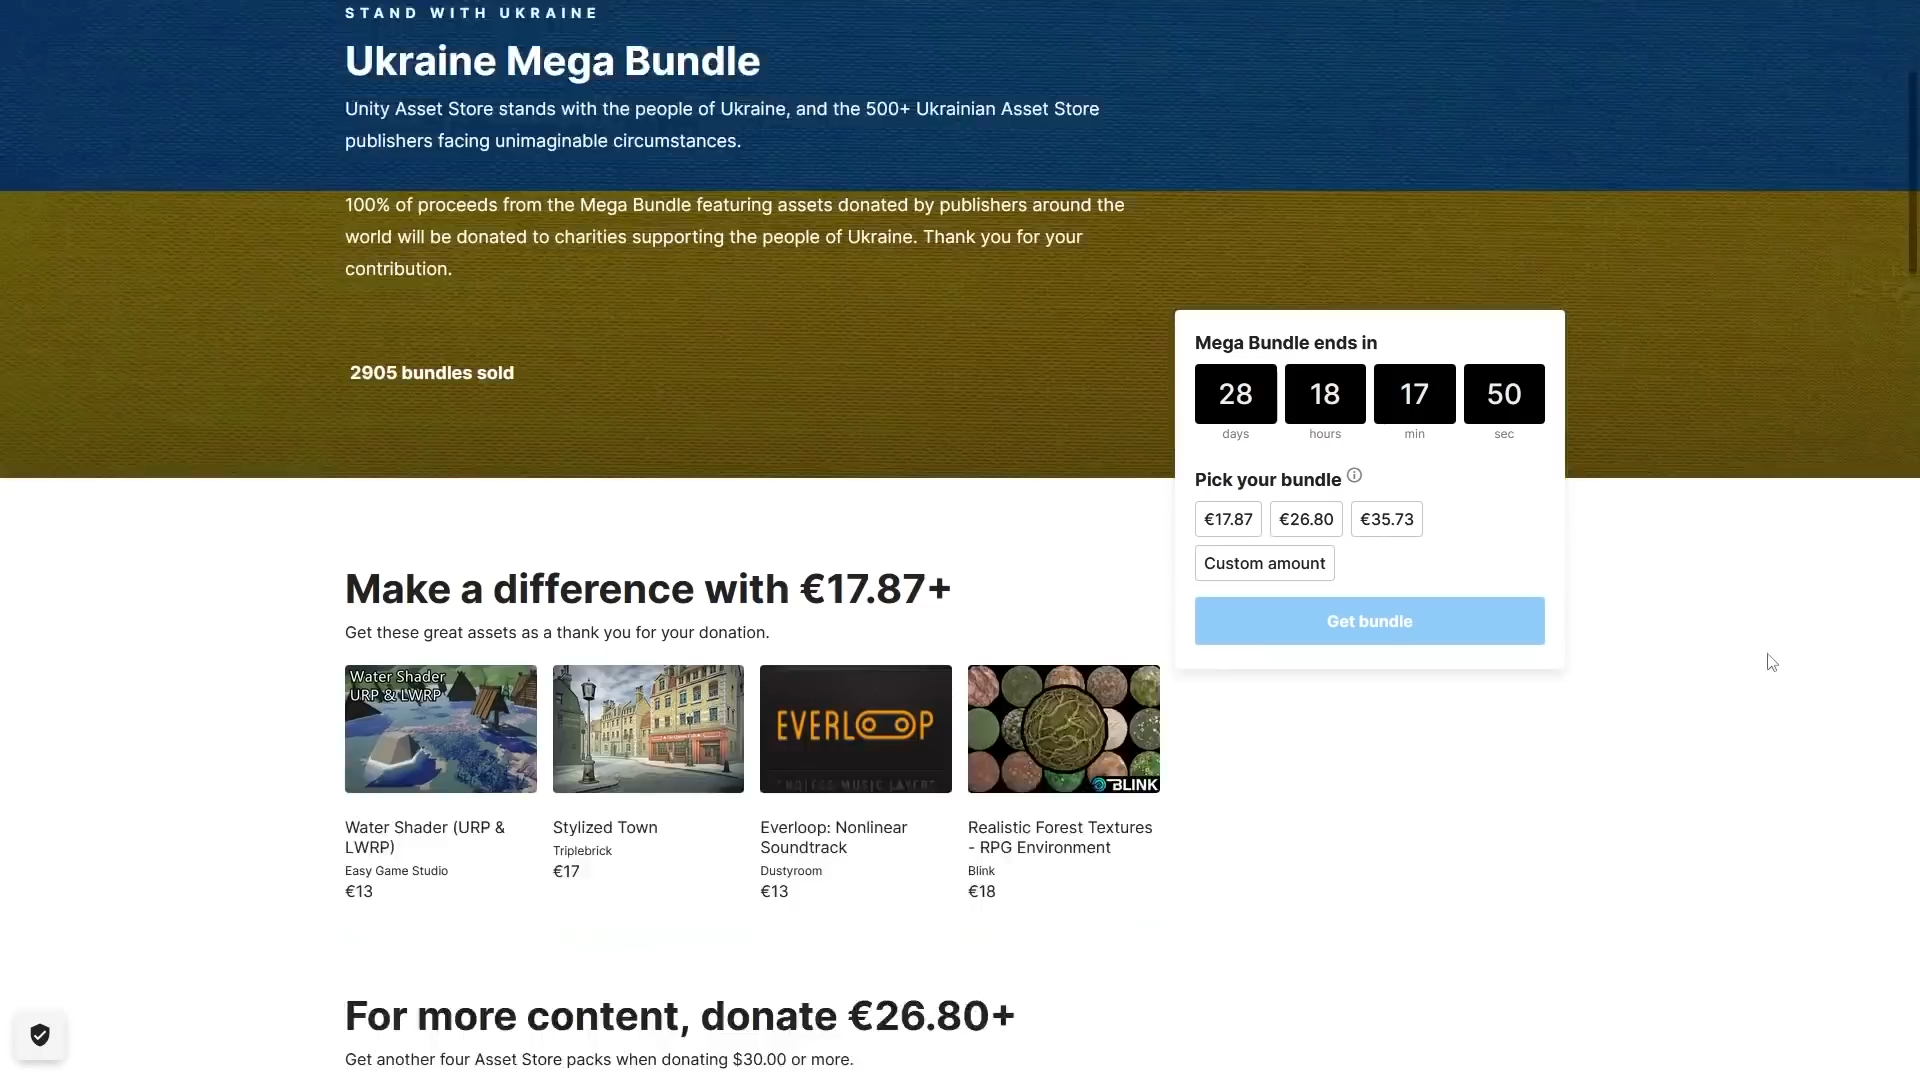 STAND WITH UKRAINE
Ukraine Mega Bundle
Unity Asset Store stands with the people of Ukraine, and the 500+ Ukrainian Asset Store
publishers facing unimaginable circumstances.
100% of proceeds from the Mega Bundle featuring assets donated by publishers around the
world will be donated to charities supporting the people of Ukraine. Thank you for your
contribution.
2905 bundles sold
Mega Bundle ends in
28 18 17 50
days hours min sec
Pick your bundle
€17.87 €26.80 €35.73
Custom amount
Get bundle
Make a difference with €17.87+
Get these great assets as a thank you for your donation.
Water Shader
URP & LWRP
EVERLOOP
ENDLESS MUSIC LAYERS
BLINK
Water Shader (URP &
LWRP)
Easy Game Studio
€13
Stylized Town
Triplebrick
€17
Everloop: Nonlinear
Soundtrack
Dustyroom
€13
Realistic Forest Textures
- RPG Environment
Blink
€18
For more content, donate €26.80+
Get another four Asset Store packs when donating $30.00 or more.